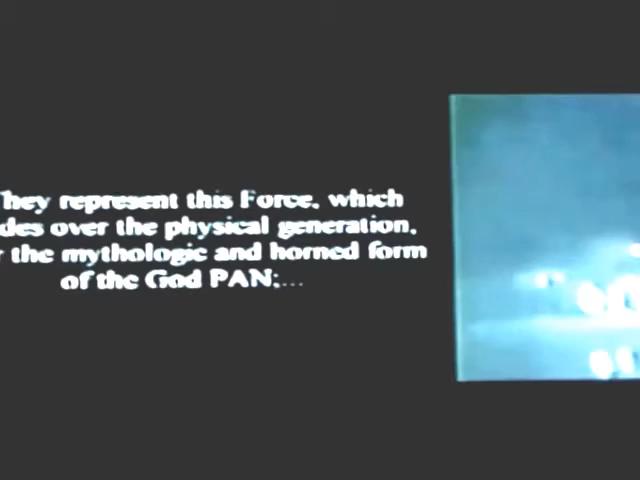 They represent this Force, which
des over the physical generation,
r the mythologic and horned form
of the God PAN;...